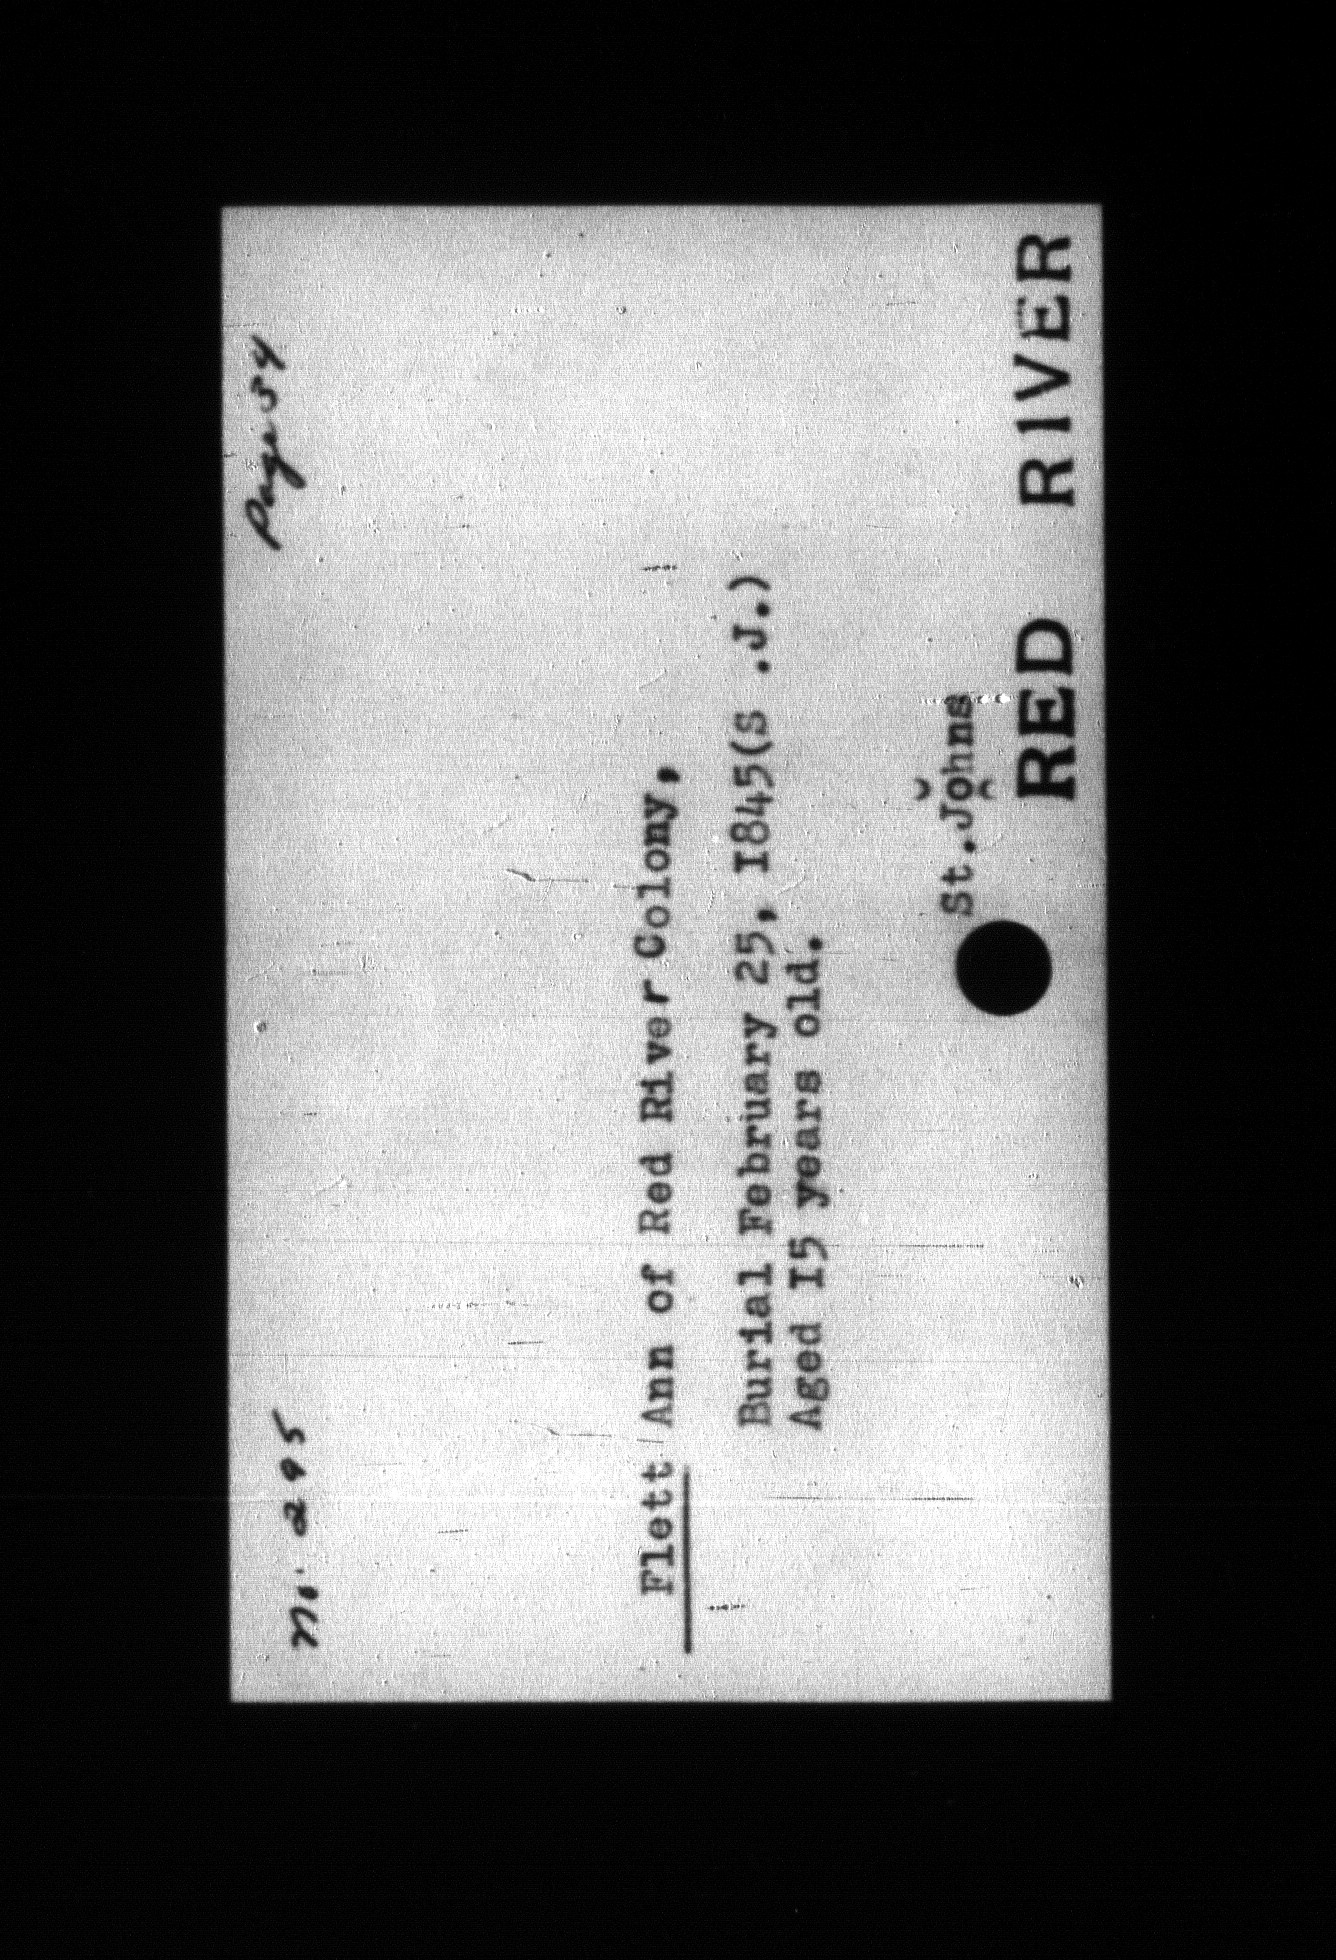 No. 295
Page 54
Flett Ann of Red River Colony,
Burial February 25, 1845(S .J.)
Aged 15 years old.
St.Johns
RED RIVER